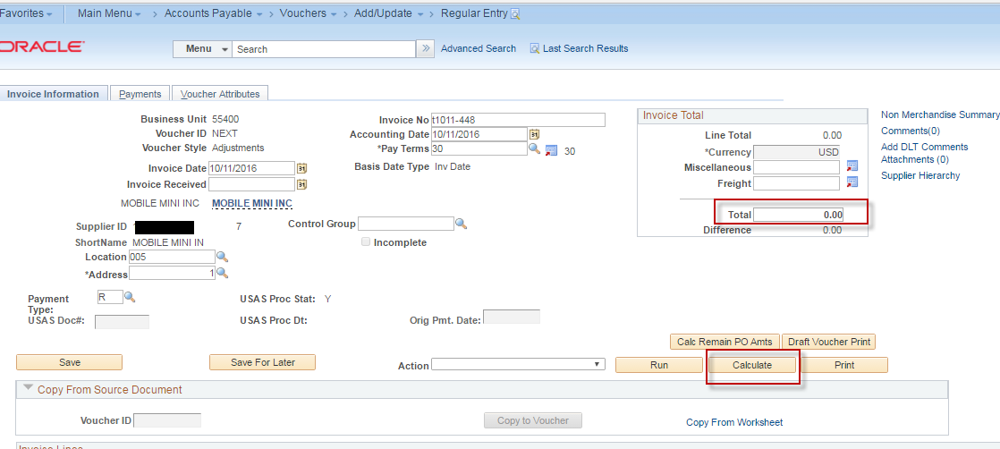 Favorites Main Menu > Accounts Payable > Vouchers > Add/Update > Regular Entry
ORACLE
Menu Search » Advanced Search Last Search Results
Invoice Information Payments Voucher Attributes
Business Unit 55400
Voucher ID NEXT
Voucher Style Adjustments
Invoice Date 10/11/2016
Invoice Received
MOBILE MINI INC MOBILE MINI INC
Supplier ID 7
ShortName MOBILE MINI IN
Location 005
*Address 1
Invoice No t1011-448
Accounting Date 10/11/2016
*Pay Terms 30 30
Basis Date Type Inv Date
Control Group
Incomplete
Invoice Total
Line Total 0.00
*Currency USD
Miscellaneous
Freight
Total 0.00
Difference 0.00
Non Merchandise Summary
Comments(0)
Add DLT Comments
Attachments (0)
Supplier Hierarchy
Payment Type: R
USAS Proc Stat: Y
USAS Doc#:
USAS Proc Dt:
Orig Pmt. Date:
Calc Remain PO Amts Draft Voucher Print
Save Save For Later Action Run Calculate Print
Copy From Source Document
Voucher ID Copy to Voucher Copy From Worksheet
Invoice Lines